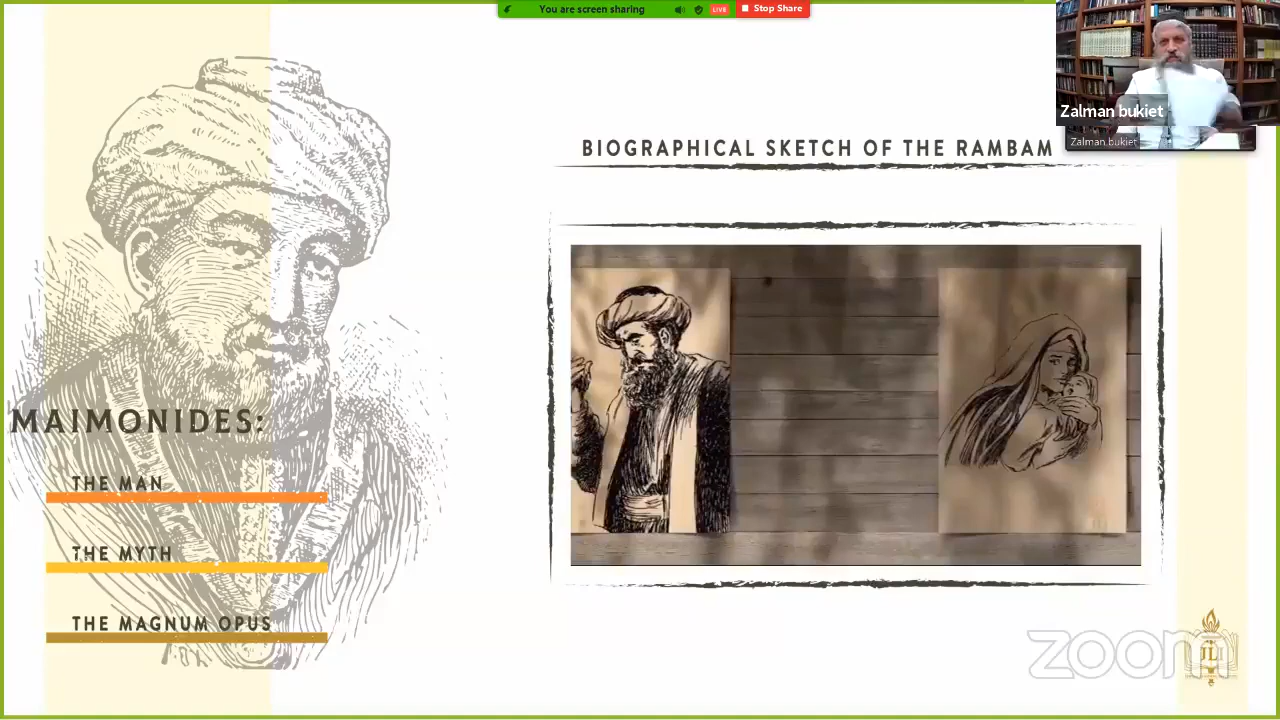 You are screen sharing LIVE Stop Share
Zalman bukiet
Zalman bukiet
BIOGRAPHICAL SKETCH OF THE RAMBAM
MAIMONIDES:
THE MAN
THE MYTH
THE MAGNUM OPUS
zoom
JLI